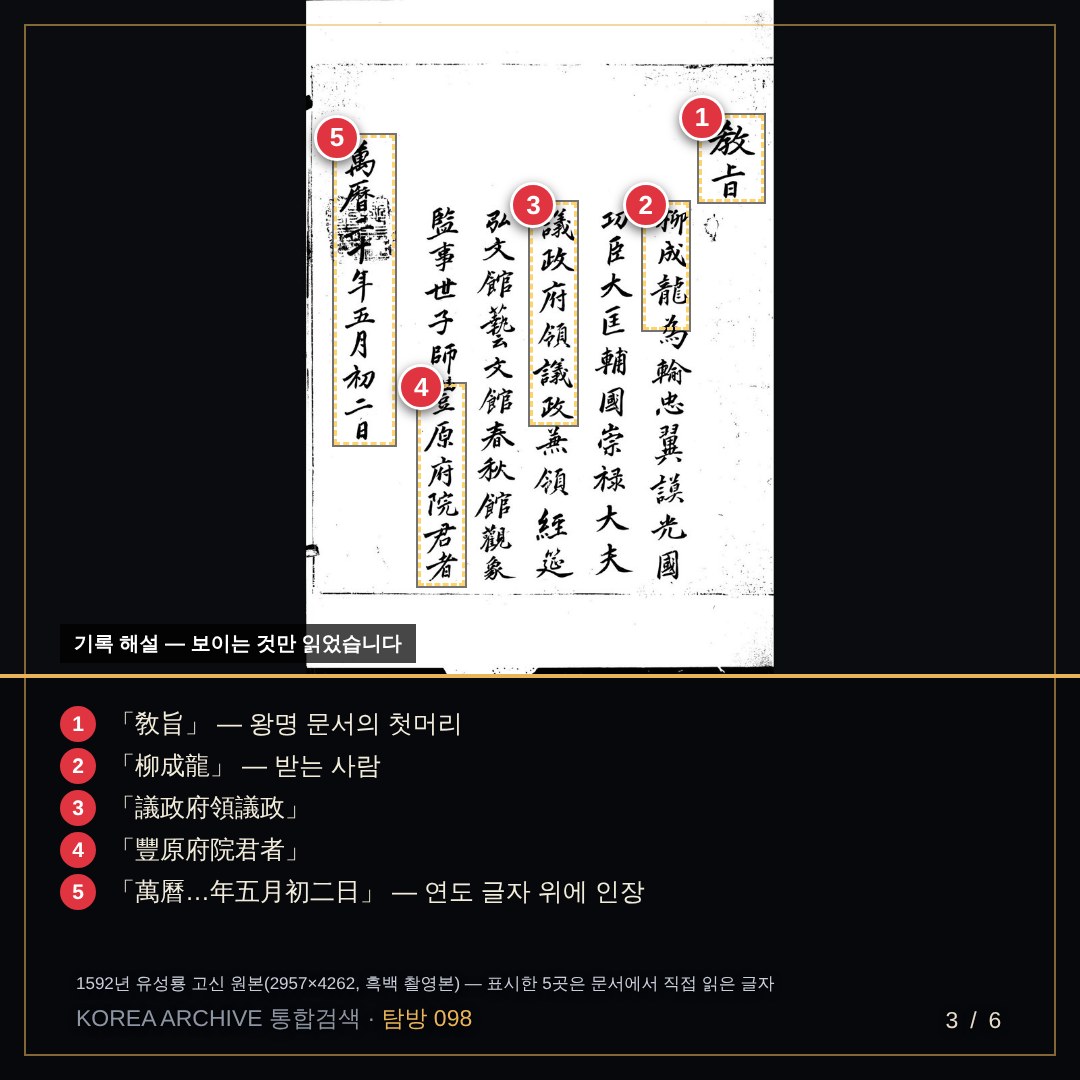 敎旨
柳成龍為輸忠翼謨光國
功臣大匡輔國崇祿大夫
議政府領議政兼領經筵
弘文館藝文館春秋館觀象
監事世子師豐原府院君者
萬曆二十年五月初二日
1
2
3
4
5
기록 해설 — 보이는 것만 읽었습니다
1 「敎旨」 — 왕명 문서의 첫머리
2 「柳成龍」 — 받는 사람
3 「議政府領議政」
4 「豐原府院君者」
5 「萬曆…年五月初二日」 — 연도 글자 위에 인장
1592년 유성룡 고신 원본(2957×4262, 흑백 촬영본) — 표시한 5곳은 문서에서 직접 읽은 글자
KOREA ARCHIVE 통합검색 · 탐방 098
3 / 6